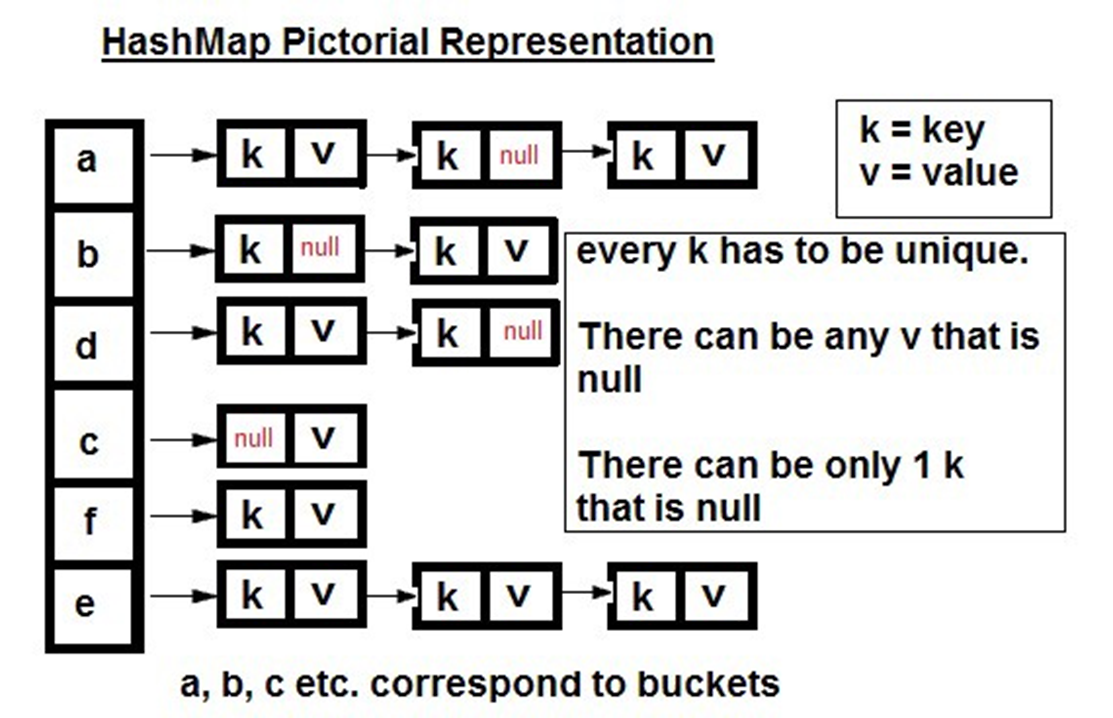 HashMap Pictorial Representation
a k v k null k v
k = key
v = value
b k null k v
every k has to be unique.
d k v k null
There can be any v that is
null
c null v
There can be only 1 k
that is null
f k v
e k v k v k v
a, b, c etc. correspond to buckets